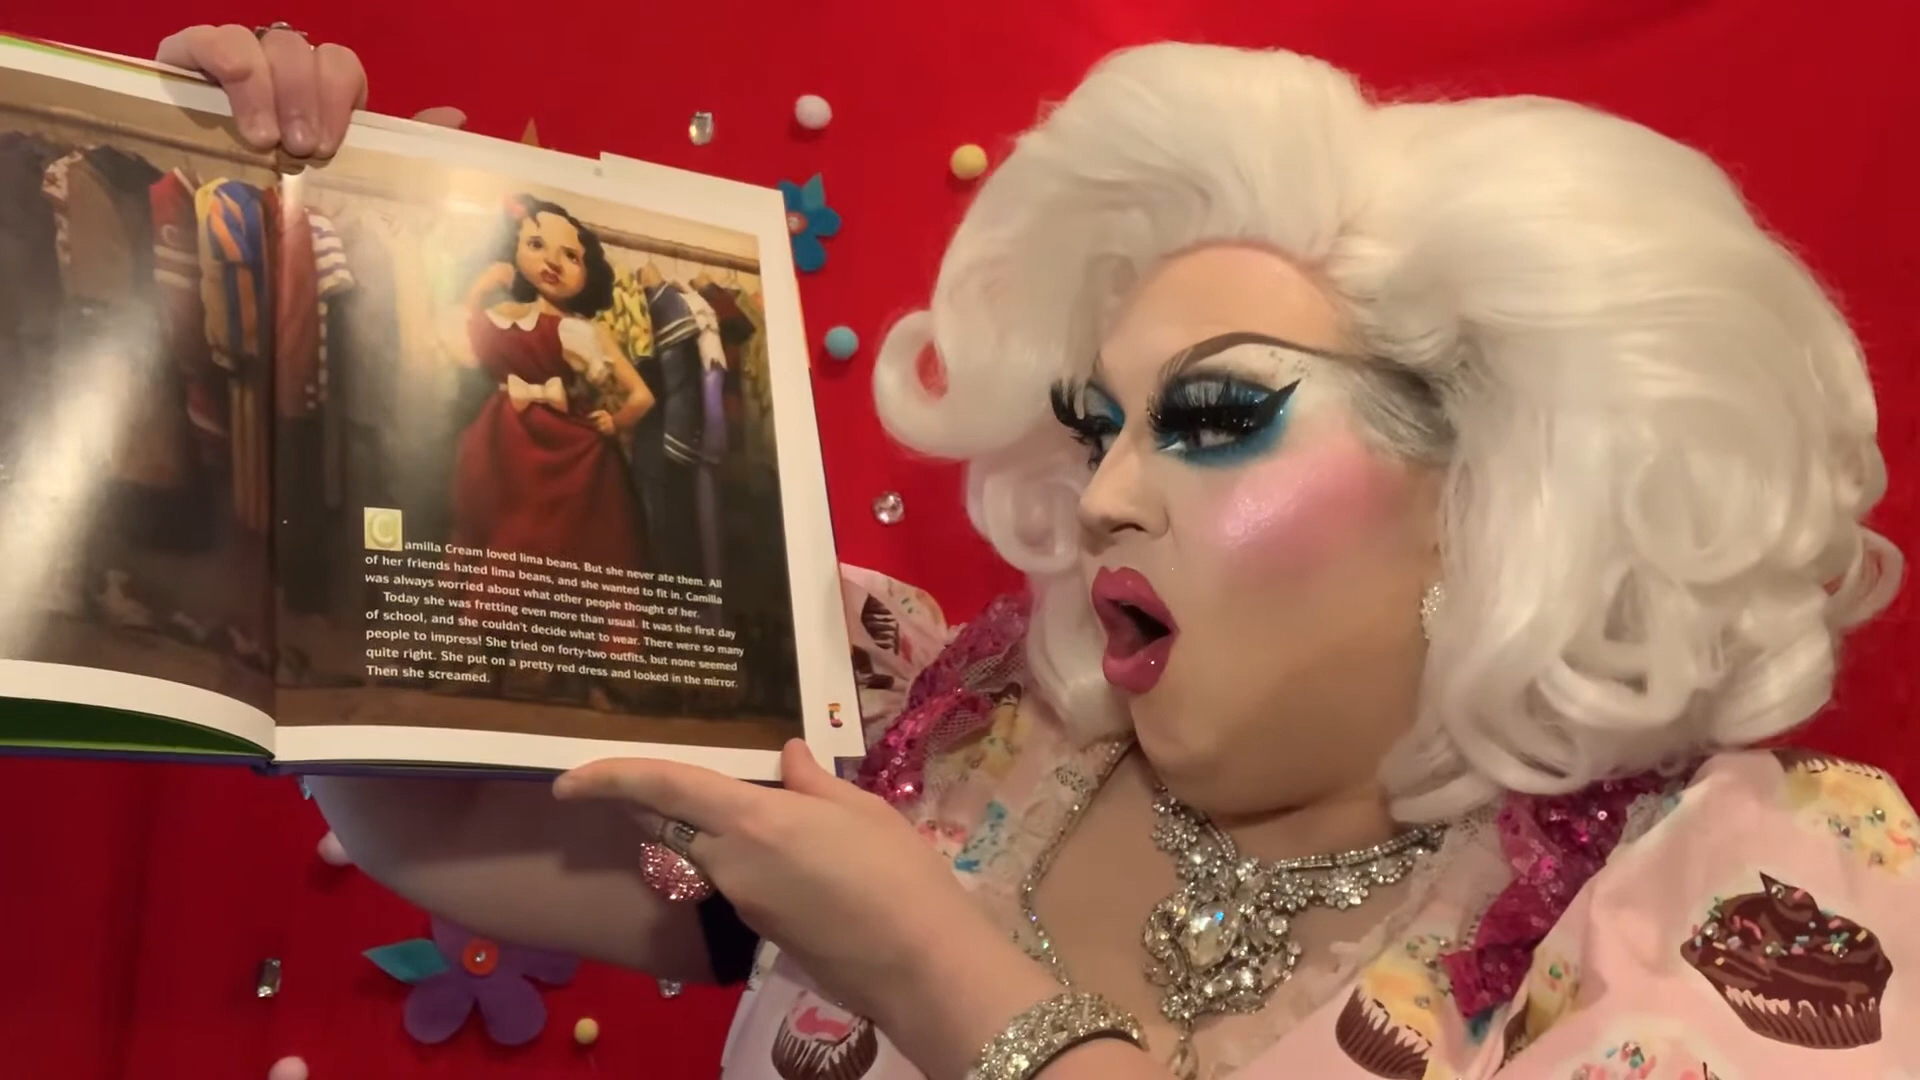 Camilla Cream loved lima beans. But she never ate them. All
of her friends hated lima beans, and she wanted to fit in. Camilla
was always worried about what other people thought of her.
Today she was fretting even more than usual. It was the first day
of school, and she couldn't decide what to wear. There were so many
people to impress! She tried on forty-two outfits, but none seemed
quite right. She put on a pretty red dress and looked in the mirror.
Then she screamed.